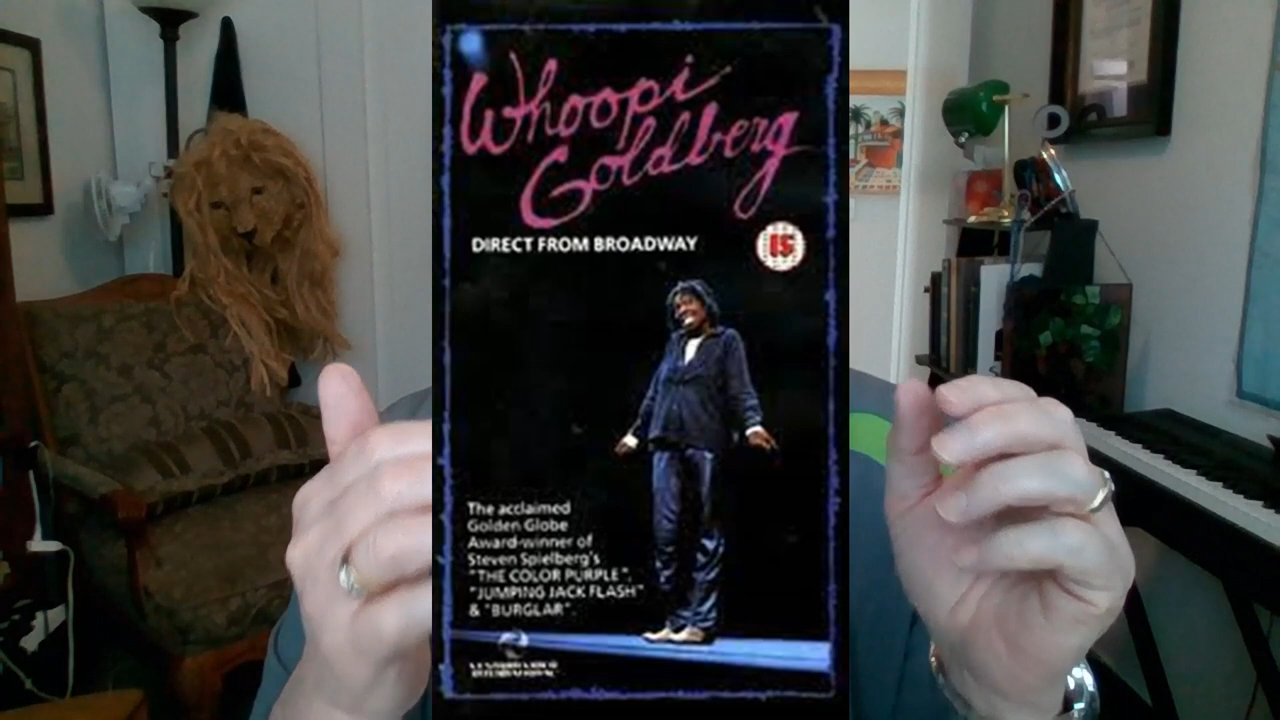 Whoopi
Goldberg
DIRECT FROM BROADWAY
15
The acclaimed
Golden Globe
Award-winner of
Steven Spielberg's
"THE COLOR PURPLE",
"JUMPING JACK FLASH"
& "BURGLAR".